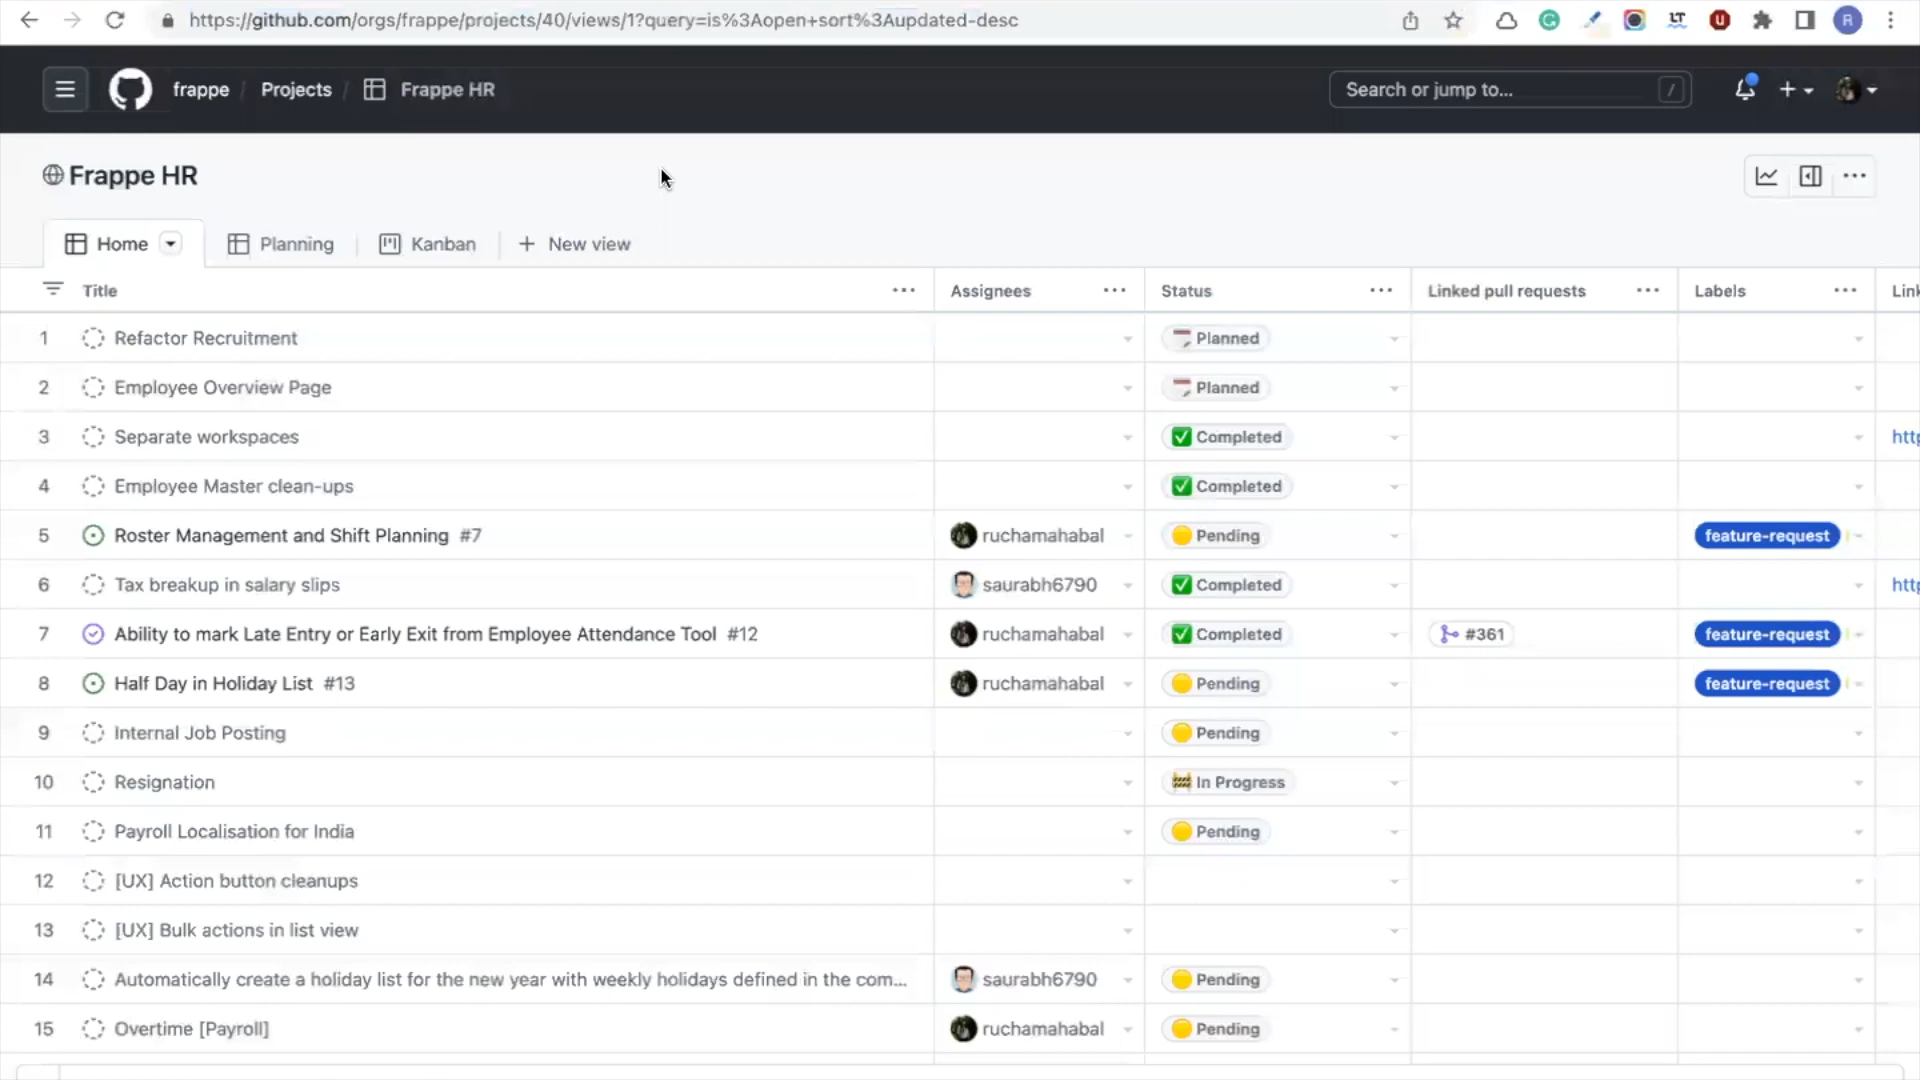 https://github.com/orgs/frappe/projects/40/views/1?query=is%3Aopen+sort%3Aupdated-desc
R
frappe / Projects / Frappe HR
Search or jump to... /
Frappe HR
Home Planning Kanban + New view
Title Assignees Status Linked pull requests Labels Lin
1 Refactor Recruitment Planned
2 Employee Overview Page Planned
3 Separate workspaces Completed http
4 Employee Master clean-ups Completed
5 Roster Management and Shift Planning #7 ruchamahabal Pending feature-request
6 Tax breakup in salary slips saurabh6790 Completed http
7 Ability to mark Late Entry or Early Exit from Employee Attendance Tool #12 ruchamahabal Completed #361 feature-request
8 Half Day in Holiday List #13 ruchamahabal Pending feature-request
9 Internal Job Posting Pending
10 Resignation In Progress
11 Payroll Localisation for India Pending
12 [UX] Action button cleanups
13 [UX] Bulk actions in list view
14 Automatically create a holiday list for the new year with weekly holidays defined in the com... saurabh6790 Pending
15 Overtime [Payroll] ruchamahabal Pending